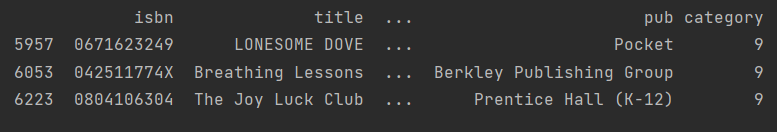 isbn title ... pub category
5957 0671623249 LONESOME DOVE ... Pocket 9
6053 042511774X Breathing Lessons ... Berkley Publishing Group 9
6223 0804106304 The Joy Luck Club ... Prentice Hall (K-12) 9